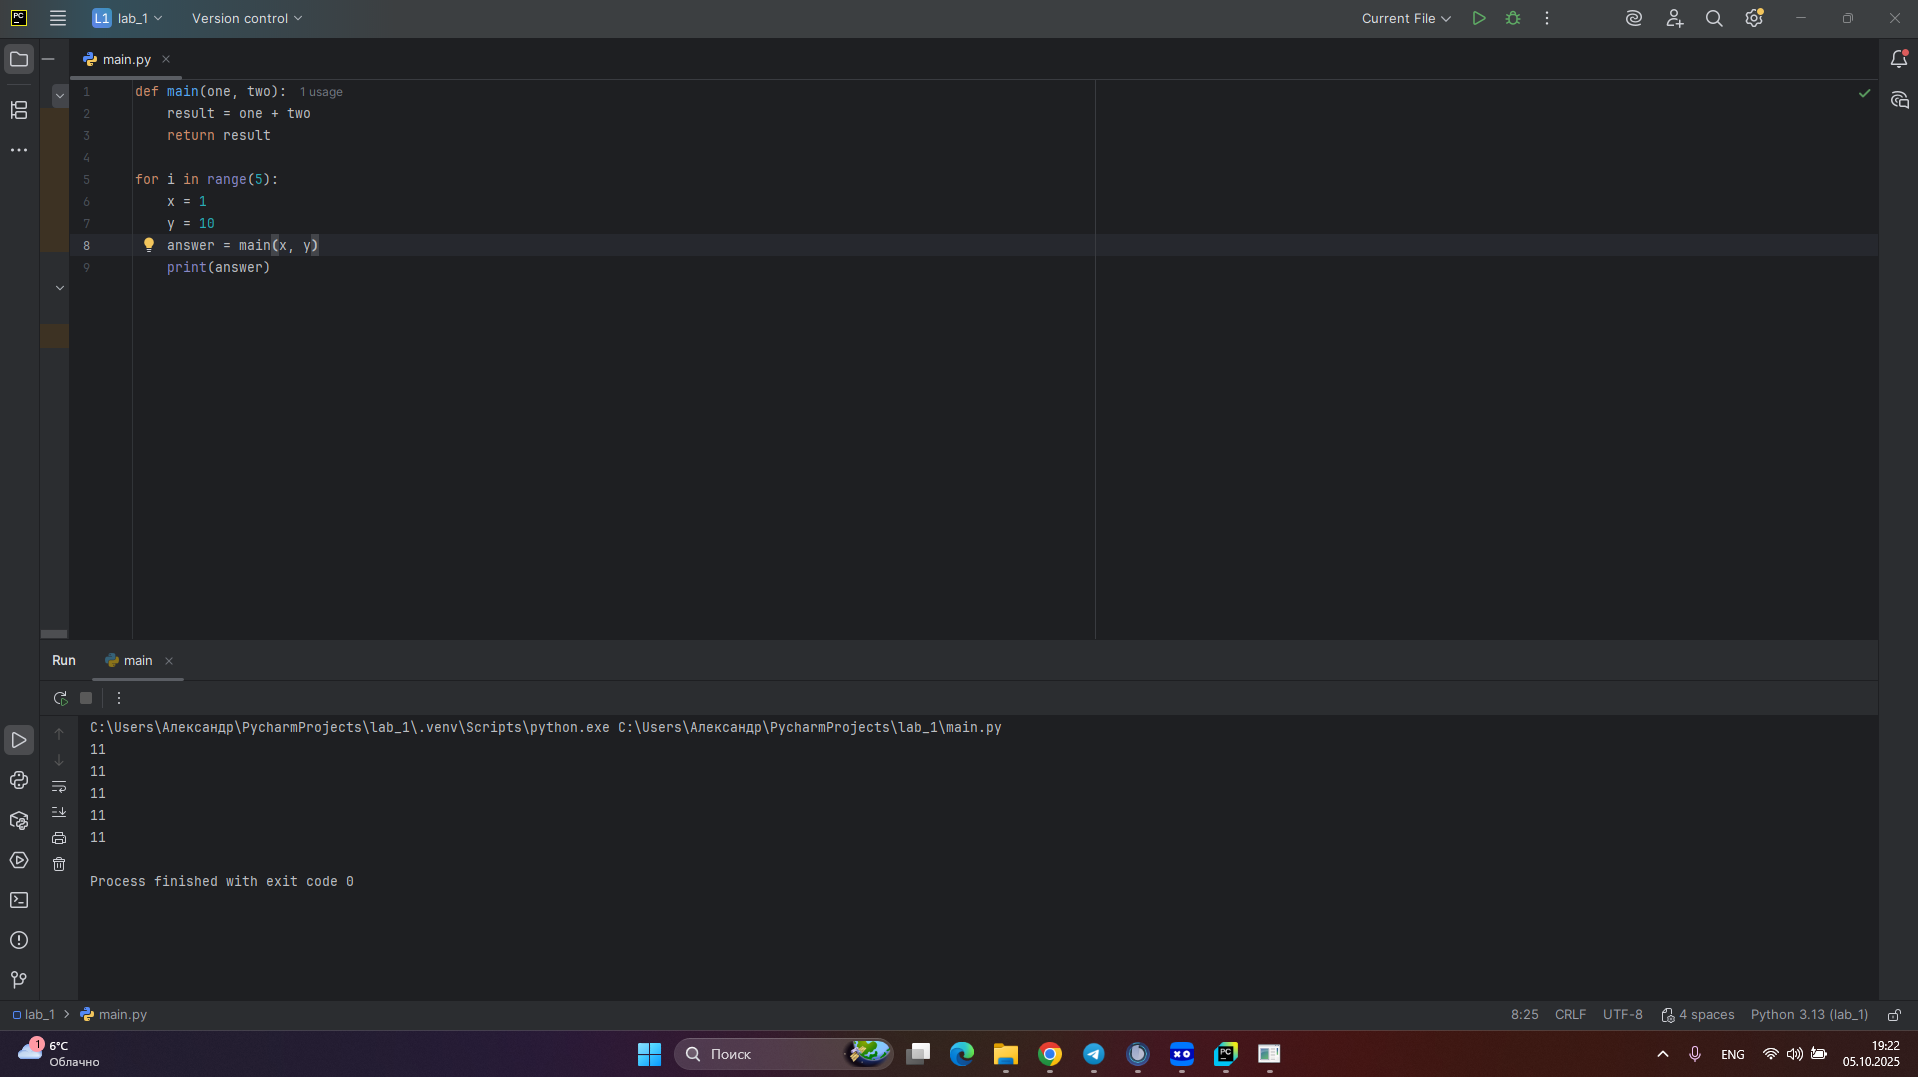 PC L1 lab_1 Version control Current File
main.py
1 def main(one, two): 1 usage
2 result = one + two
3 return result
4
5 for i in range(5):
6 x = 1
7 y = 10
8 answer = main(x, y)
9 print(answer)
Run main
C:\Users\Александр\PycharmProjects\lab_1\.venv\Scripts\python.exe C:\Users\Александр\PycharmProjects\lab_1\main.py
11
11
11
11
11
Process finished with exit code 0
lab_1 main.py 8:25 CRLF UTF-8 4 spaces Python 3.13 (lab_1)
1 6°C
Облачно
Поиск
XO
PC
ENG
19:22
05.10.2025